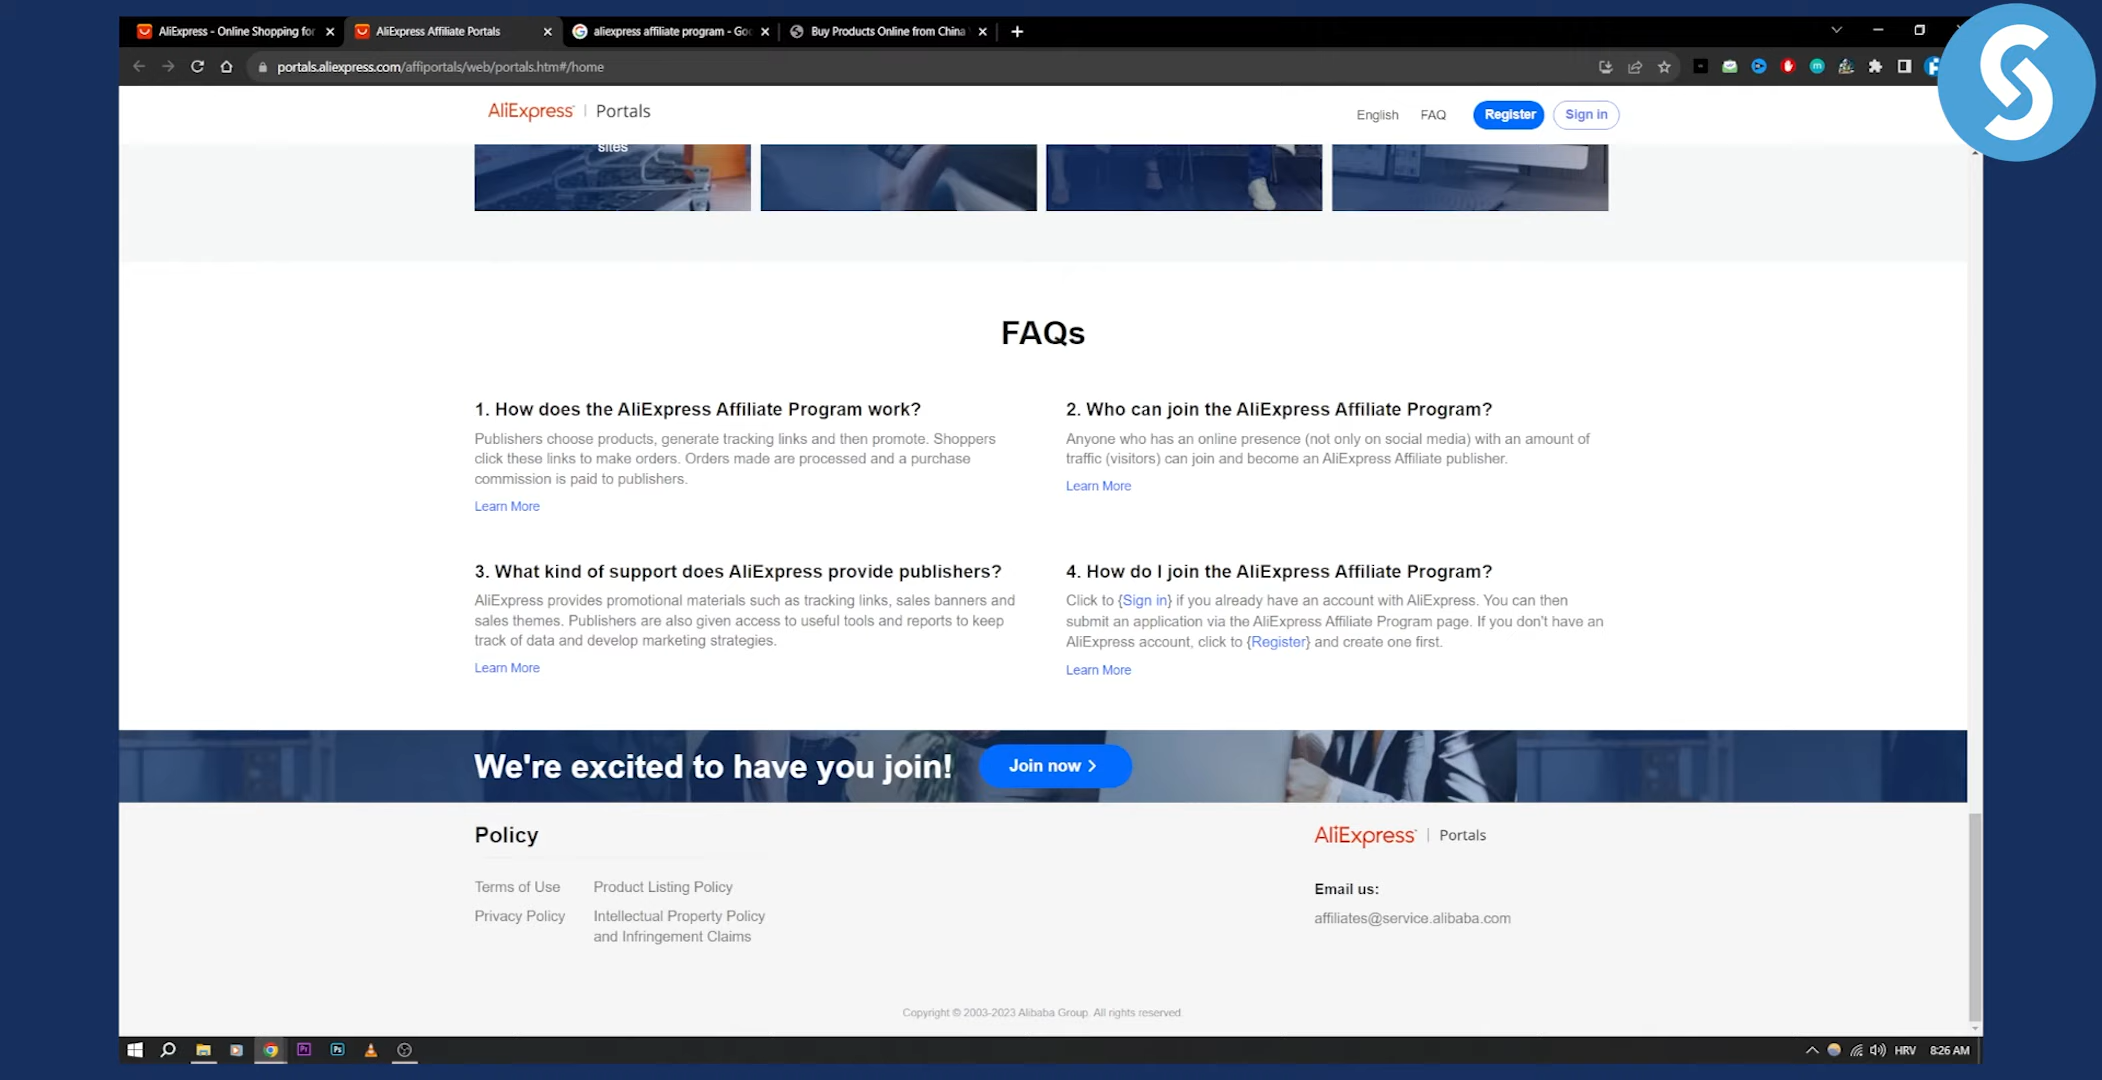 AliExpress - Online Shopping for
AliExpress Affiliate Portals
aliexpress affiliate program - Goo
Buy Products Online from China
portals.aliexpress.com/affiportals/web/portals.htm#/home
AliExpress | Portals
English
FAQ
Register
Sign in
sites
FAQs
1. How does the AliExpress Affiliate Program work?
Publishers choose products, generate tracking links and then promote. Shoppers
click these links to make orders. Orders made are processed and a purchase
commission is paid to publishers.
Learn More
2. Who can join the AliExpress Affiliate Program?
Anyone who has an online presence (not only on social media) with an amount of
traffic (visitors) can join and become an AliExpress Affiliate publisher.
Learn More
3. What kind of support does AliExpress provide publishers?
AliExpress provides promotional materials such as tracking links, sales banners and
sales themes. Publishers are also given access to useful tools and reports to keep
track of data and develop marketing strategies.
Learn More
4. How do I join the AliExpress Affiliate Program?
Click to {Sign in} if you already have an account with AliExpress. You can then
submit an application via the AliExpress Affiliate Program page. If you don't have an
AliExpress account, click to {Register} and create one first.
Learn More
We're excited to have you join!
Join now >
Policy
Terms of Use
Product Listing Policy
Privacy Policy
Intellectual Property Policy
and Infringement Claims
AliExpress | Portals
Email us:
affiliates@service.alibaba.com
Copyright © 2003-2023 Alibaba Group. All rights reserved.
Pr
Ps
HRV
8:26 AM